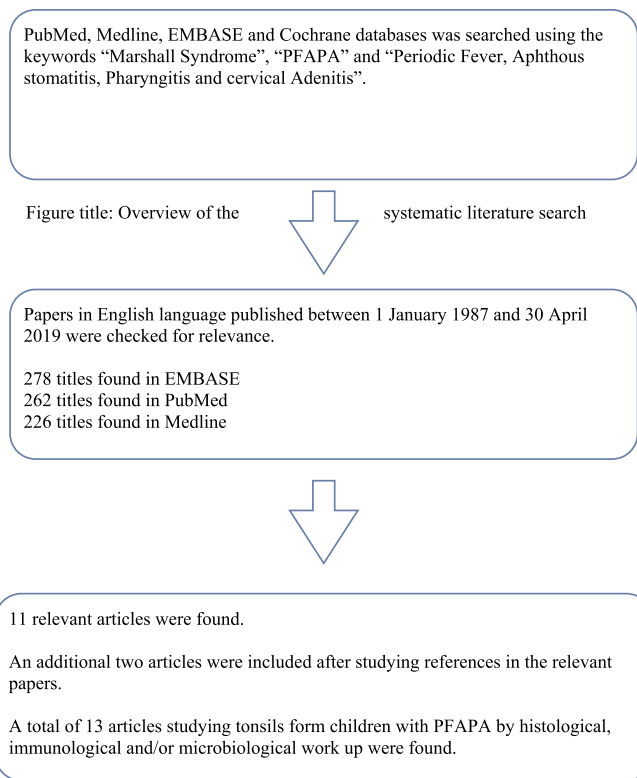 PubMed, Medline, EMBASE and Cochrane databases was searched using the
keywords “Marshall Syndrome”, “PFAPA” and “Periodic Fever, Aphthous
stomatitis, Pharyngitis and cervical Adenitis”.
Figure title: Overview of the systematic literature search
Papers in English language published between 1 January 1987 and 30 April
2019 were checked for relevance.
278 titles found in EMBASE
262 titles found in PubMed
226 titles found in Medline
11 relevant articles were found.
An additional two articles were included after studying references in the relevant
papers.
A total of 13 articles studying tonsils form children with PFAPA by histological,
immunological and/or microbiological work up were found.